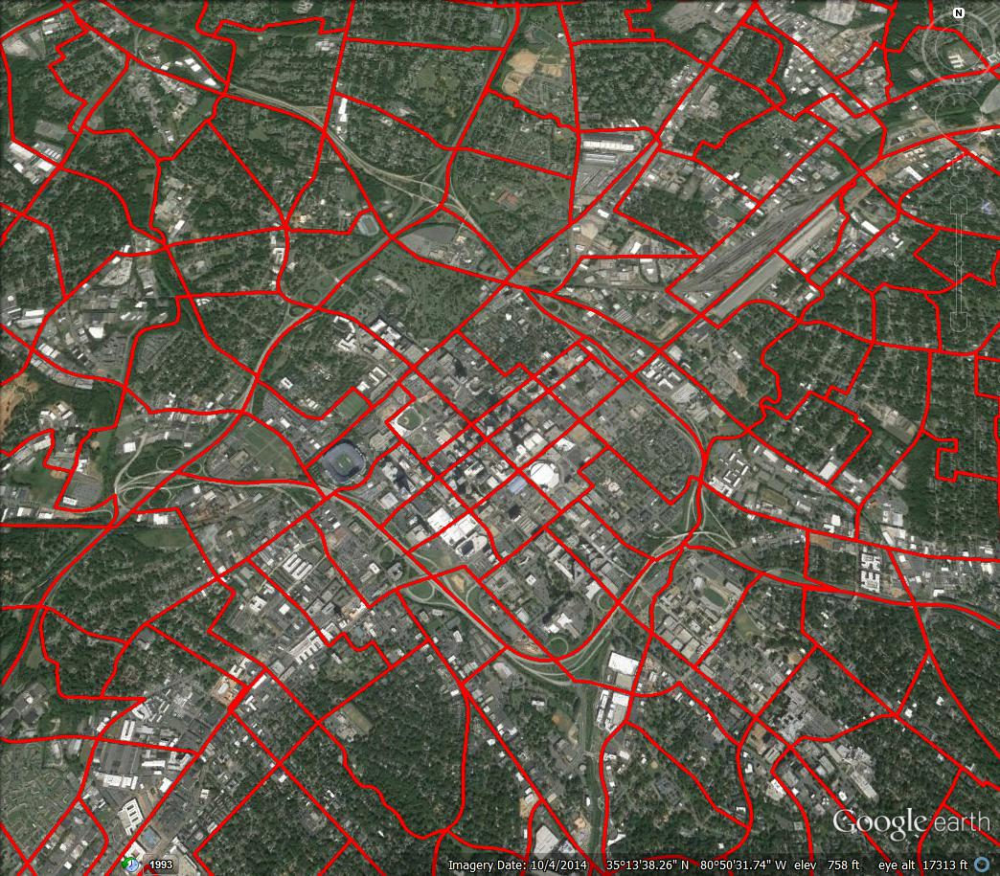 N
Google earth
1993
Imagery Date: 10/4/2014 35°13'38.26" N 80°50'31.74" W elev 758 ft eye alt 17313 ft